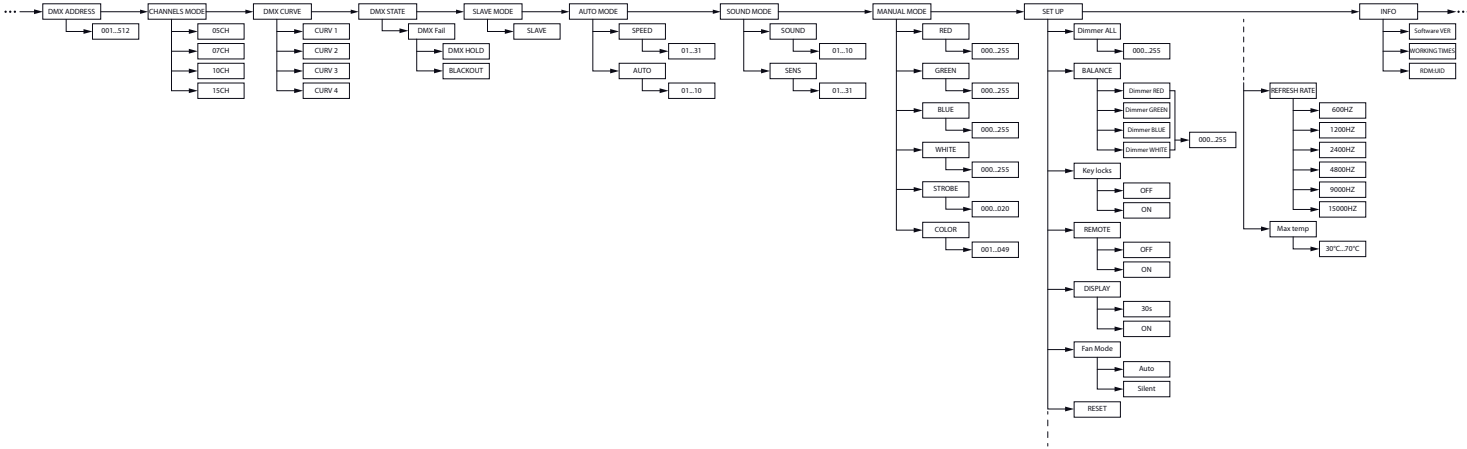 DMX ADDRESS
001...512
CHANNELS MODE
05CH
07CH
10CH
15CH
DMX CURVE
CURV 1
CURV 2
CURV 3
CURV 4
DMX STATE
DMX Fail
DMX HOLD
BLACKOUT
SLAVE MODE
SLAVE
AUTO MODE
SPEED
01...31
AUTO
01...10
SOUND MODE
SOUND
01...10
SENS
01...31
MANUAL MODE
RED
000...255
GREEN
000...255
BLUE
000...255
WHITE
000...255
STROBE
000...020
COLOR
001...049
SET UP
Dimmer ALL
000...255
BALANCE
Dimmer RED
Dimmer GREEN
Dimmer BLUE
Dimmer WHITE
000...255
Key locks
OFF
ON
REMOTE
OFF
ON
DISPLAY
30s
ON
Fan Mode
Auto
Silent
RESET
REFRESH RATE
600HZ
1200HZ
2400HZ
4800HZ
9000HZ
15000HZ
Max temp
30°C...70°C
INFO
Software VER
WORKING TIMES
RDM:UID